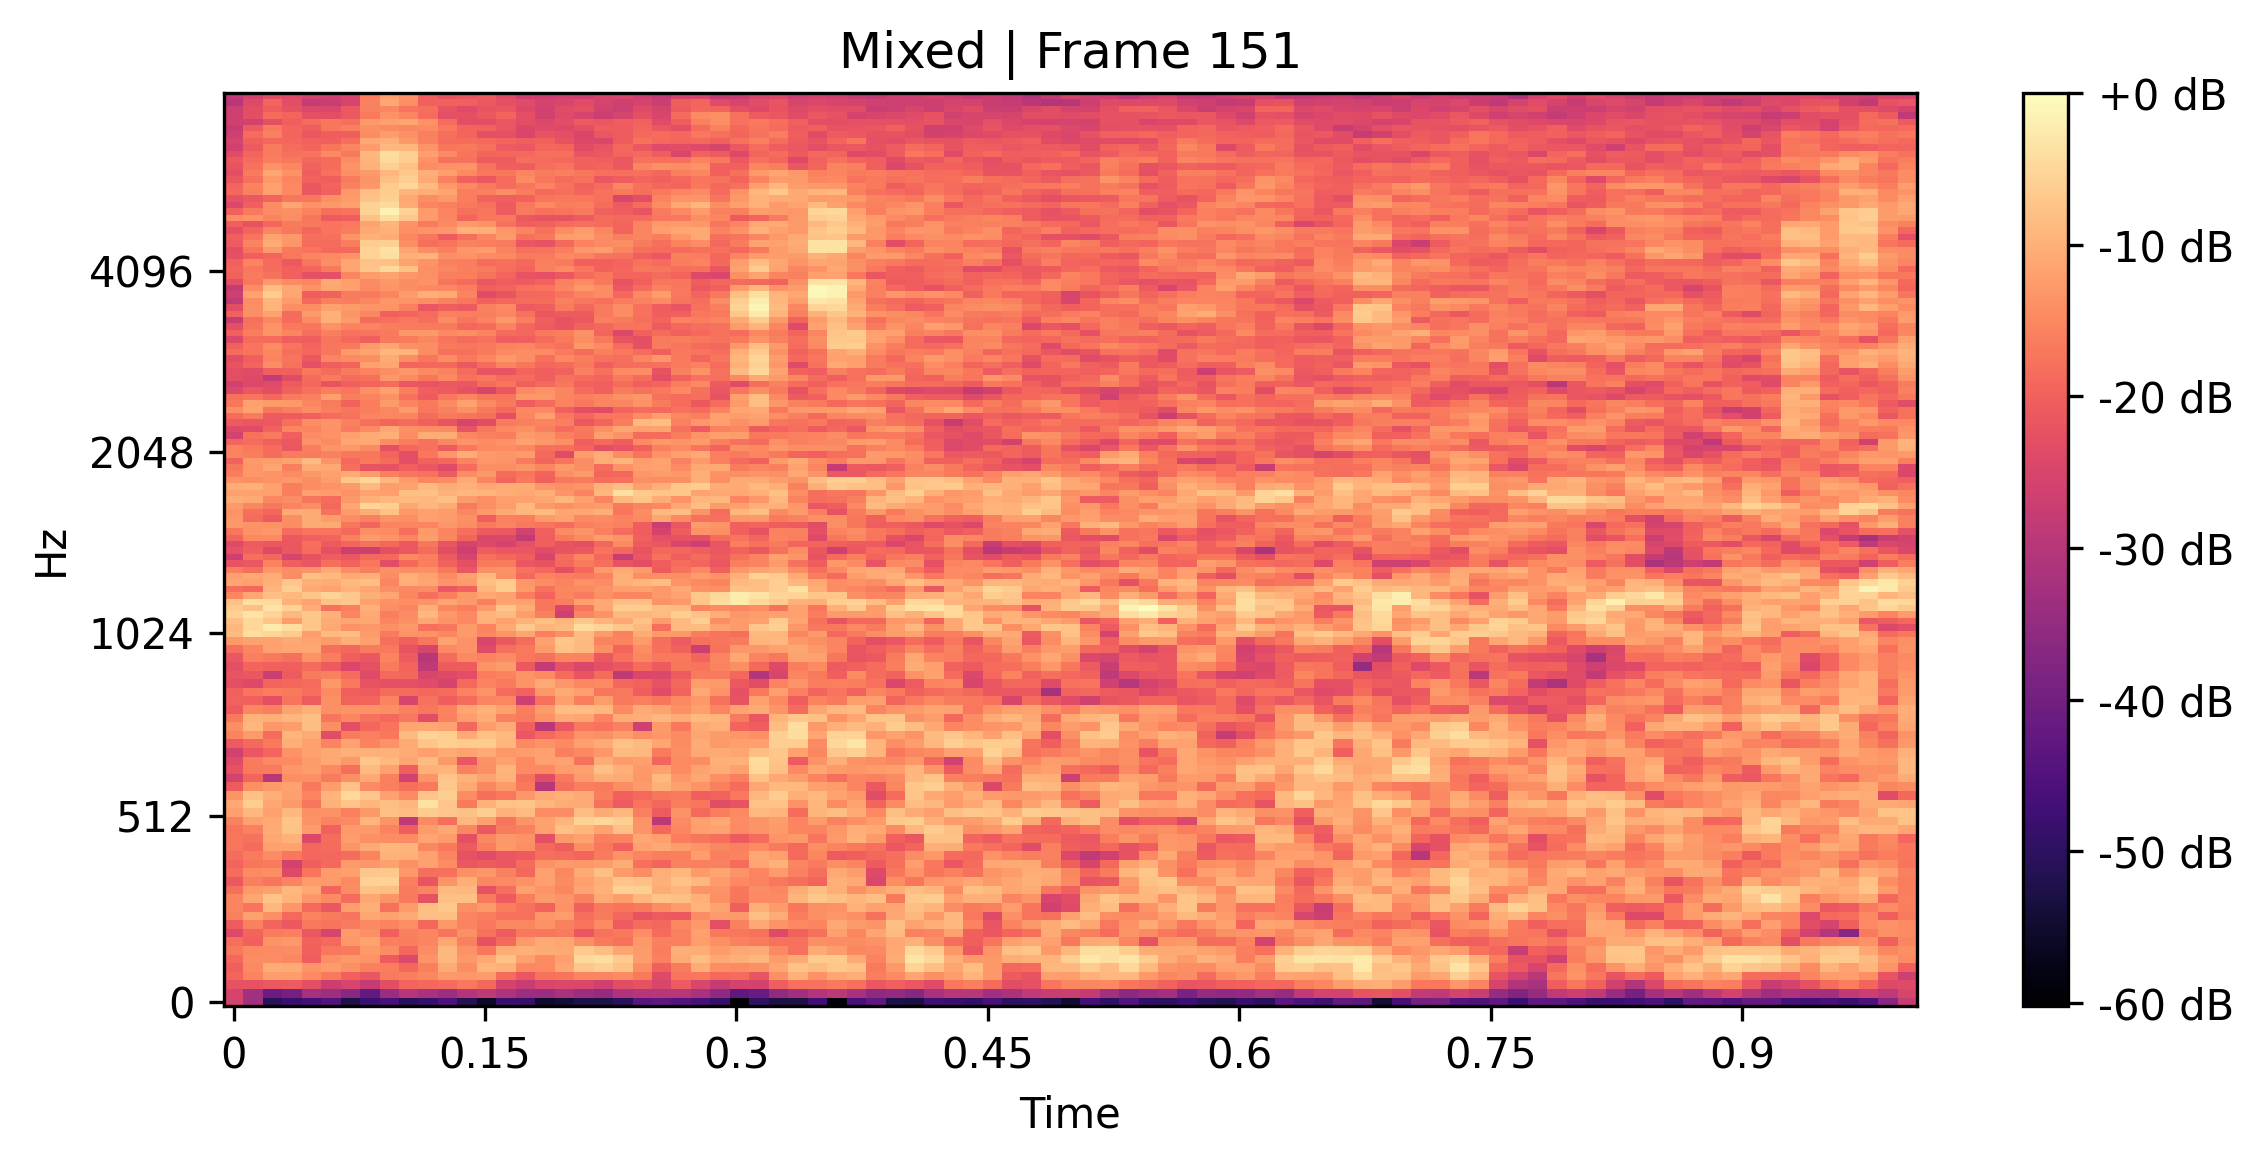 Mixed | Frame 151
+0 dB
-10 dB
-20 dB
-30 dB
-40 dB
-50 dB
-60 dB
4096
2048
1024
512
0
Hz
0 0.15 0.3 0.45 0.6 0.75 0.9
Time